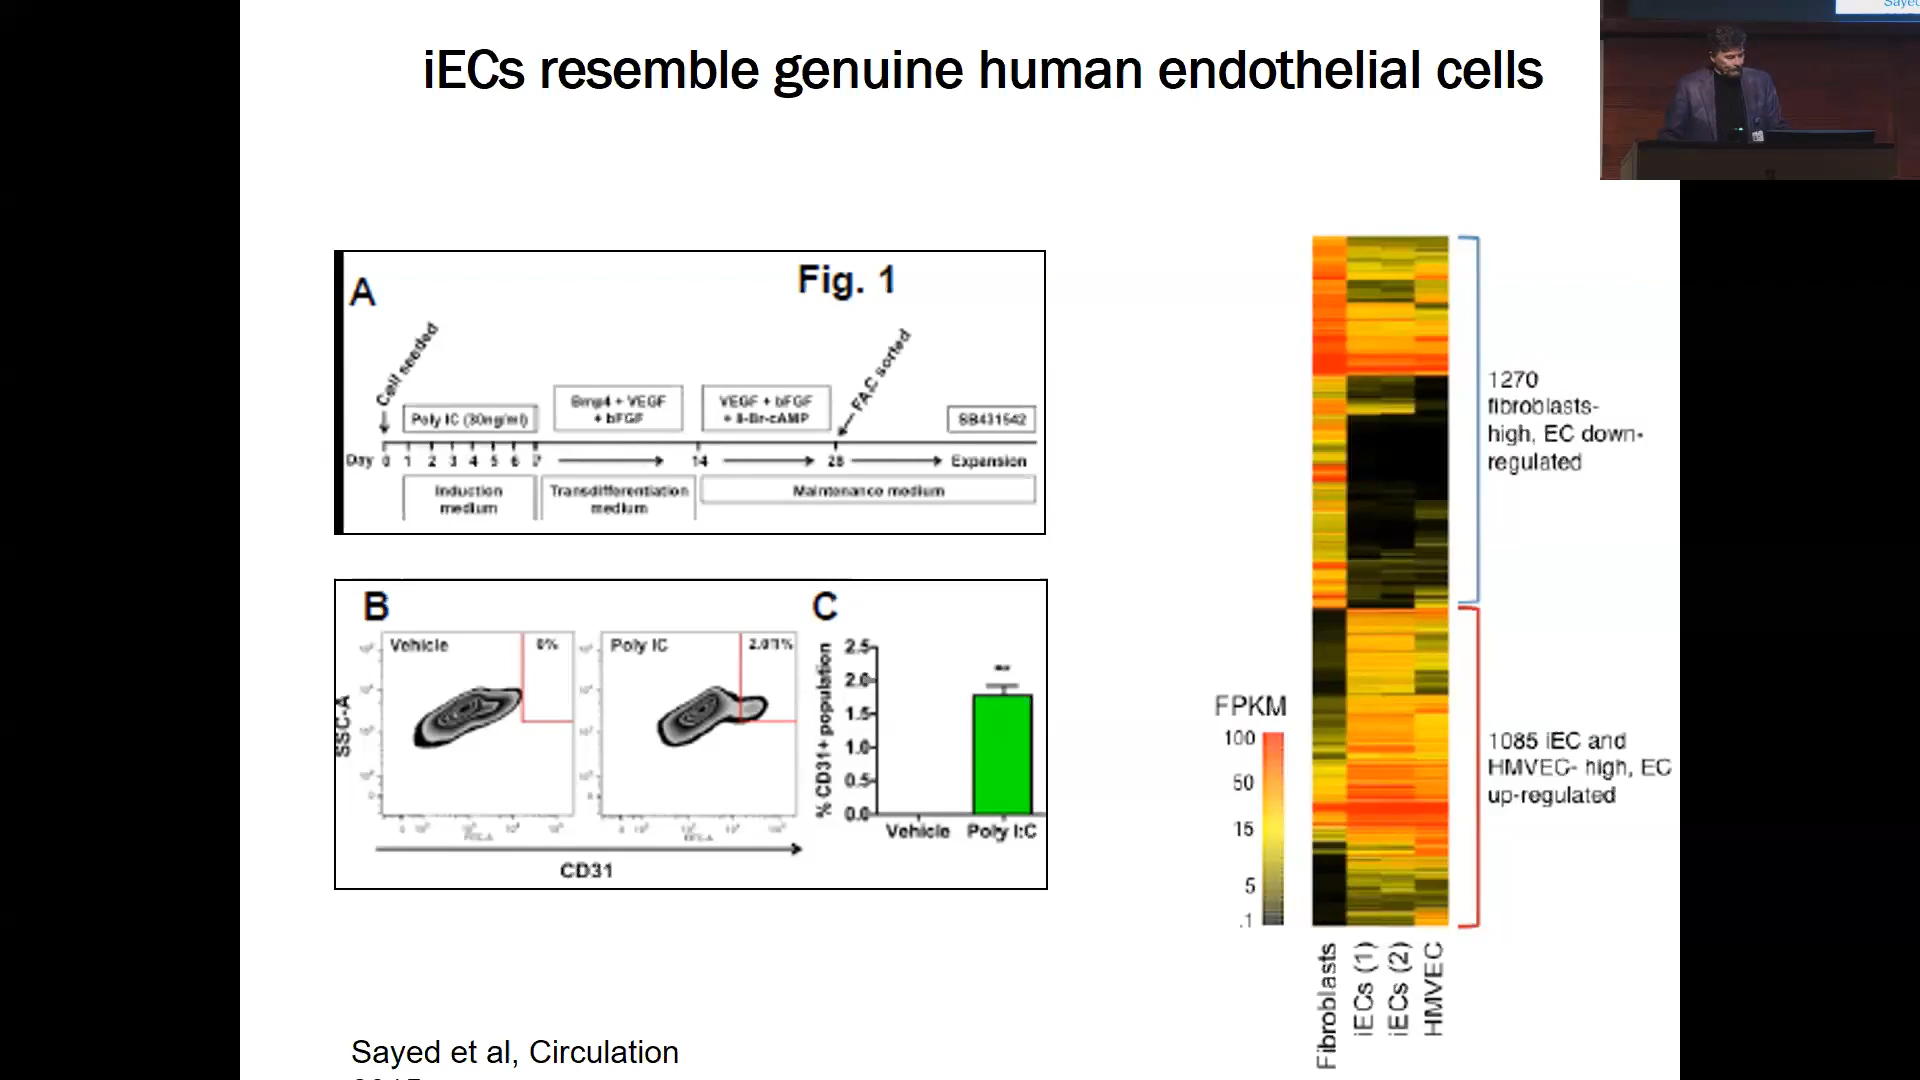 Sayed
iECs resemble genuine human endothelial cells
A
Fig. 1
Cell seeded
FAC sorted
Poly IC (30ng/ml)
Bmp4 + VEGF
+ bFGF
VEGF + bFGF
+ 8-Br-cAMP
SB431542
Day 0 1 2 3 4 5 6 7 14 28 Expansion
Induction
medium
Transdifferentiation
medium
Maintenance medium
B
Vehicle
0%
Poly IC
SSC-A
CD31
C
% CD31+ population
2.5
2.0
1.5
1.0
0.5
0.0
**
Vehicle
Poly I:C
FPKM
100
50
15
5
.1
1270
fibroblasts-
high, EC down-
regulated
1085 iEC and
HMVEC- high, EC
up-regulated
Fibroblasts
iECs (1)
iECs (2)
HMVEC
Sayed et al, Circulation